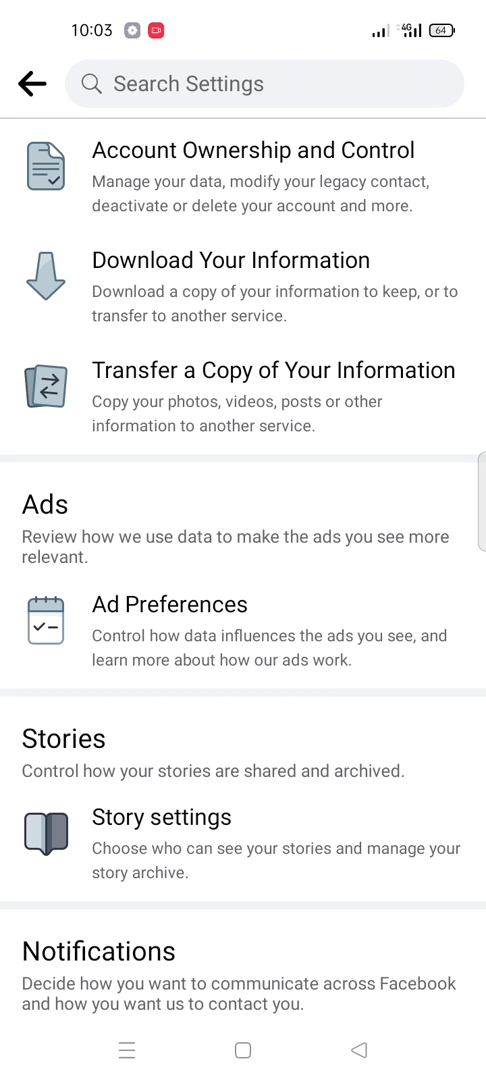 10:03
4G
64
Search Settings
Account Ownership and Control
Manage your data, modify your legacy contact,
deactivate or delete your account and more.
Download Your Information
Download a copy of your information to keep, or to
transfer to another service.
Transfer a Copy of Your Information
Copy your photos, videos, posts or other
information to another service.
Ads
Review how we use data to make the ads you see more
relevant.
Ad Preferences
Control how data influences the ads you see, and
learn more about how our ads work.
Stories
Control how your stories are shared and archived.
Story settings
Choose who can see your stories and manage your
story archive.
Notifications
Decide how you want to communicate across Facebook
and how you want us to contact you.